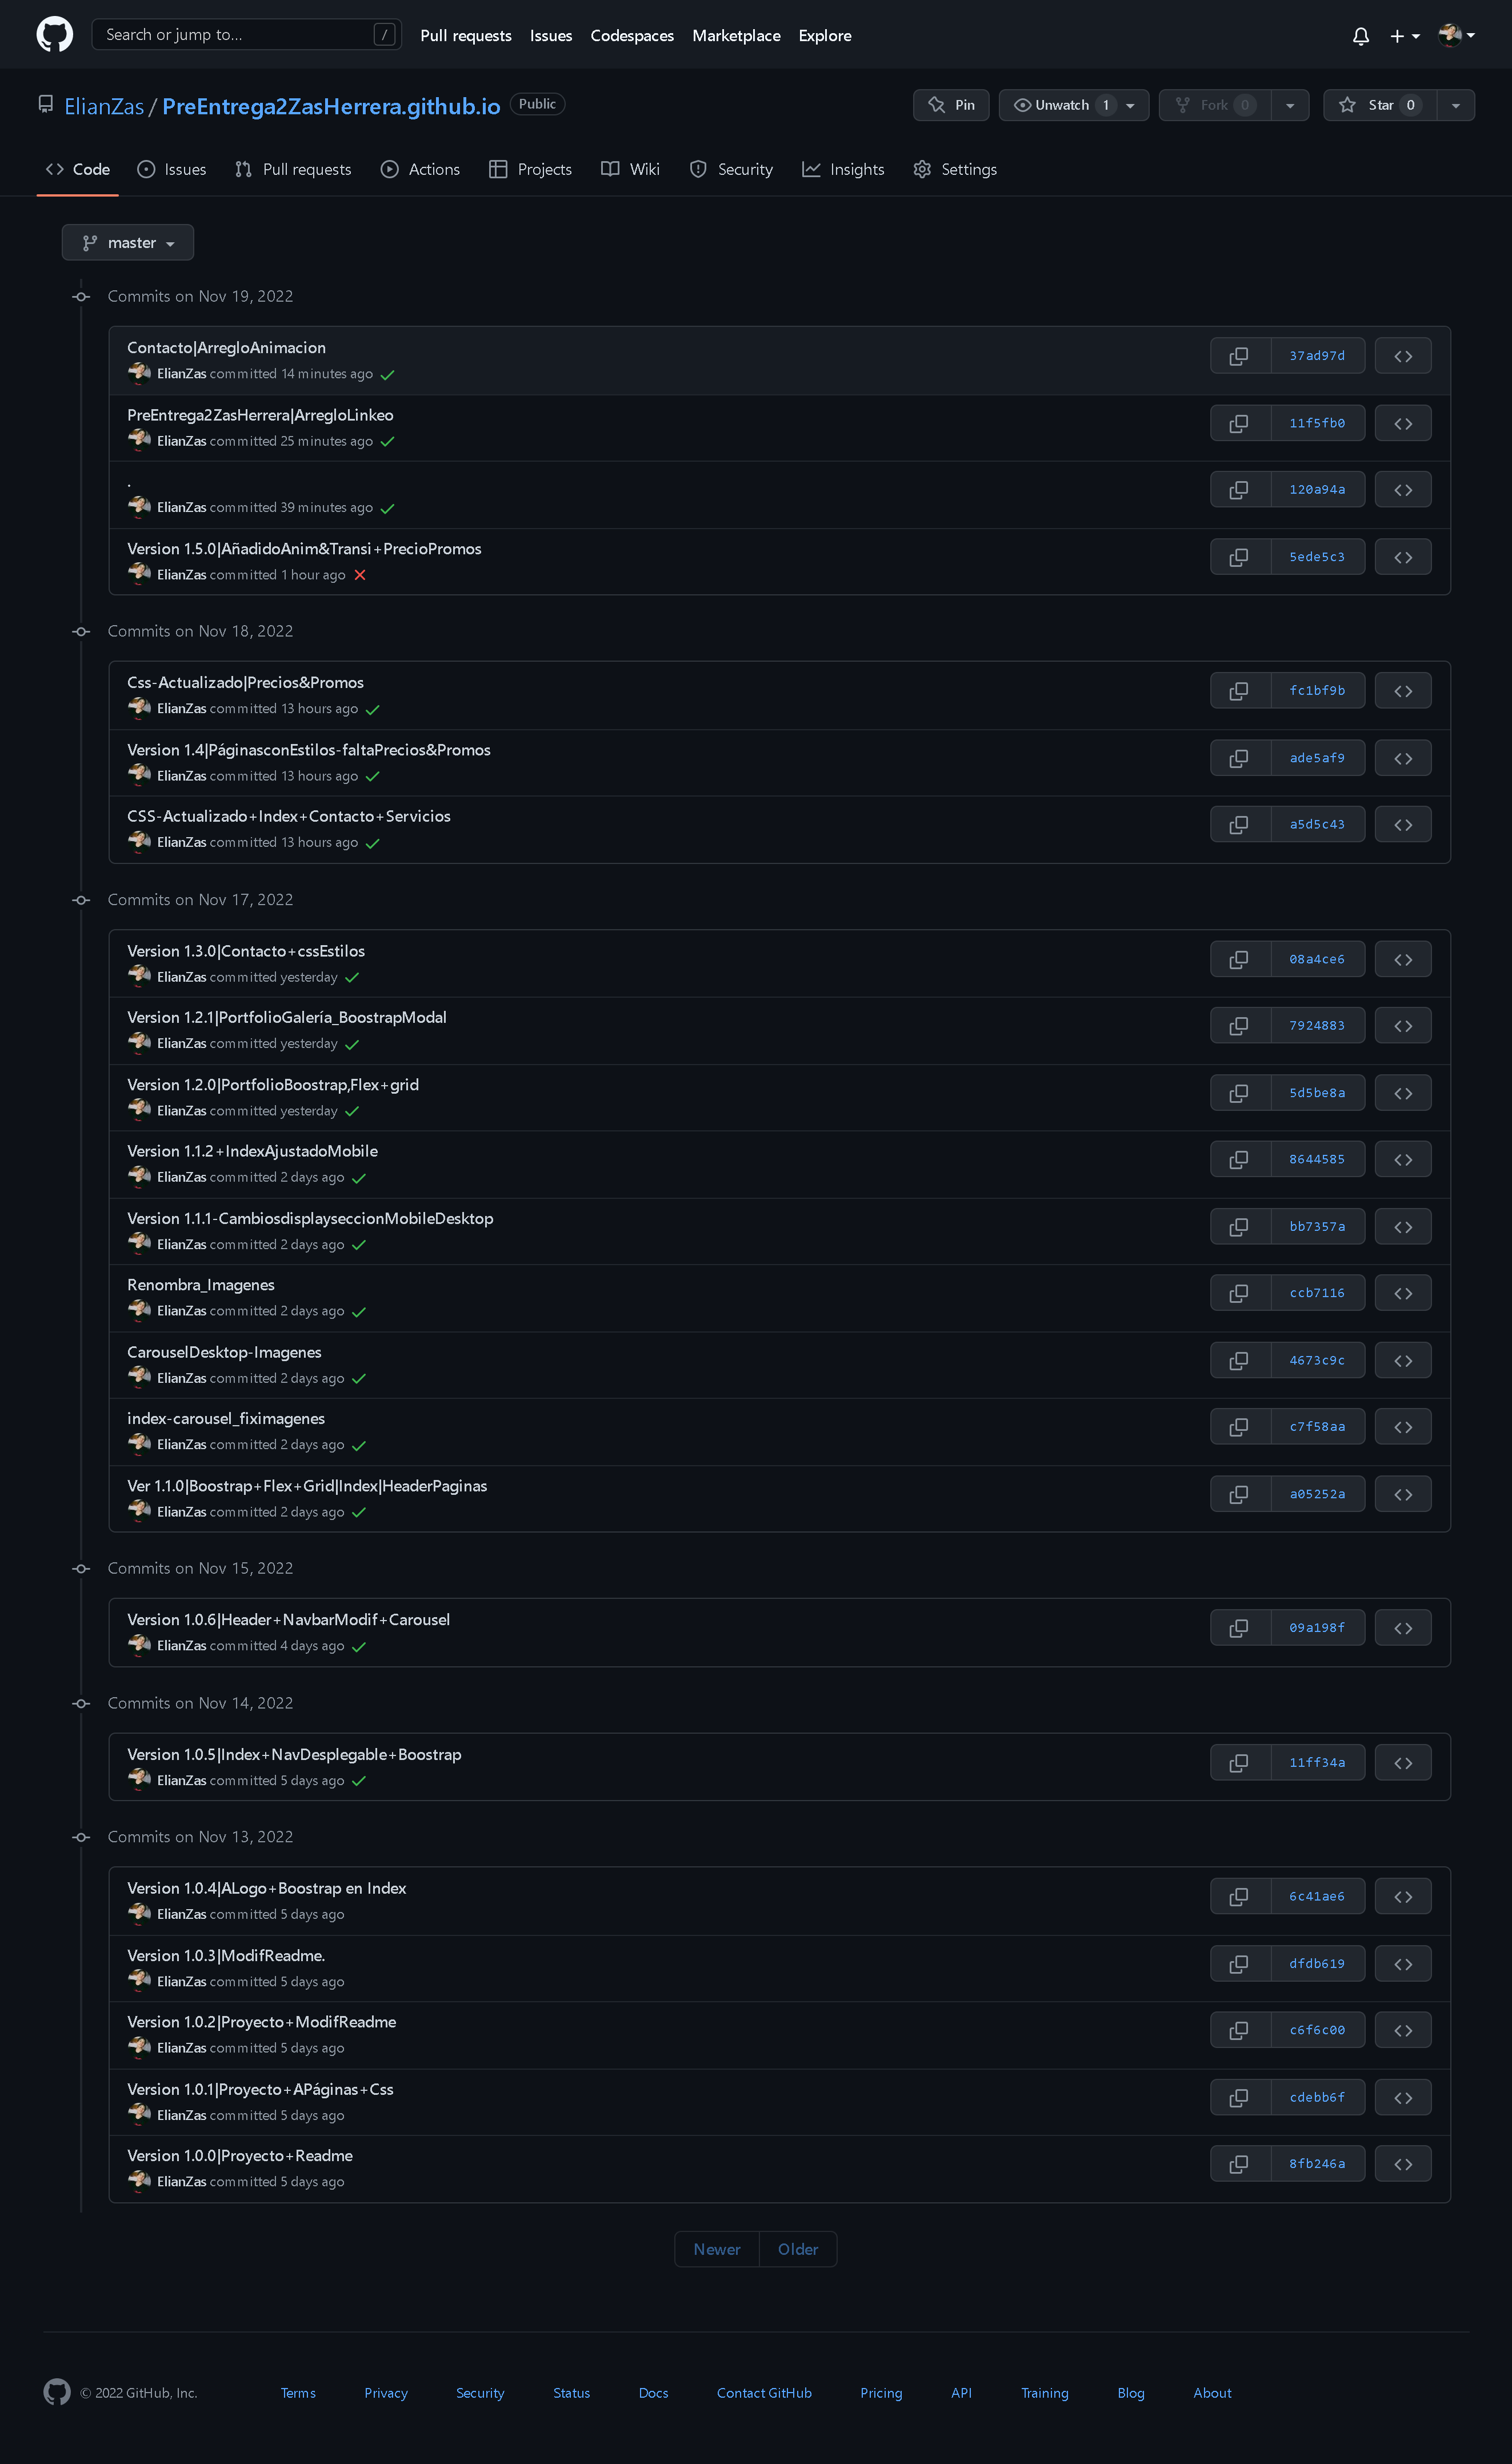 Search or jump to...
/
Pull requests
Issues
Codespaces
Marketplace
Explore
ElianZas / PreEntrega2ZasHerrera.github.io
Public
Pin
Unwatch 1
Fork 0
Star 0
Code
Issues
Pull requests
Actions
Projects
Wiki
Security
Insights
Settings
master
Commits on Nov 19, 2022
Contacto|ArregloAnimacion
37ad97d
ElianZas committed 14 minutes ago
PreEntrega2ZasHerrera|ArregloLinkeo
11f5fb0
ElianZas committed 25 minutes ago
.
120a94a
ElianZas committed 39 minutes ago
Version 1.5.0|AñadidoAnim&Transi+PrecioPromos
5ede5c3
ElianZas committed 1 hour ago
Commits on Nov 18, 2022
Css-Actualizado|Precios&Promos
fc1bf9b
ElianZas committed 13 hours ago
Version 1.4|PáginasconEstilos-faltaPrecios&Promos
ade5af9
ElianZas committed 13 hours ago
CSS-Actualizado+Index+Contacto+Servicios
a5d5c43
ElianZas committed 13 hours ago
Commits on Nov 17, 2022
Version 1.3.0|Contacto+cssEstilos
08a4ce6
ElianZas committed yesterday
Version 1.2.1|PortfolioGalería_BoostrapModal
7924883
ElianZas committed yesterday
Version 1.2.0|PortfolioBoostrap,Flex+grid
5d5be8a
ElianZas committed yesterday
Version 1.1.2+IndexAjustadoMobile
8644585
ElianZas committed 2 days ago
Version 1.1.1-CambiosdisplayseccionMobileDesktop
bb7357a
ElianZas committed 2 days ago
Renombra_Imagenes
ccb7116
ElianZas committed 2 days ago
CarouselDesktop-Imagenes
4673c9c
ElianZas committed 2 days ago
index-carousel_fiximagenes
c7f58aa
ElianZas committed 2 days ago
Ver 1.1.0|Boostrap+Flex+Grid|Index|HeaderPaginas
a05252a
ElianZas committed 2 days ago
Commits on Nov 15, 2022
Version 1.0.6|Header+NavbarModif+Carousel
09a198f
ElianZas committed 4 days ago
Commits on Nov 14, 2022
Version 1.0.5|Index+NavDesplegable+Boostrap
11ff34a
ElianZas committed 5 days ago
Commits on Nov 13, 2022
Version 1.0.4|ALogo+Boostrap en Index
6c41ae6
ElianZas committed 5 days ago
Version 1.0.3|ModifReadme.
dfdb619
ElianZas committed 5 days ago
Version 1.0.2|Proyecto+ModifReadme
c6f6c00
ElianZas committed 5 days ago
Version 1.0.1|Proyecto+APáginas+Css
cdebb6f
ElianZas committed 5 days ago
Version 1.0.0|Proyecto+Readme
8fb246a
ElianZas committed 5 days ago
Newer
Older
© 2022 GitHub, Inc.
Terms
Privacy
Security
Status
Docs
Contact GitHub
Pricing
API
Training
Blog
About